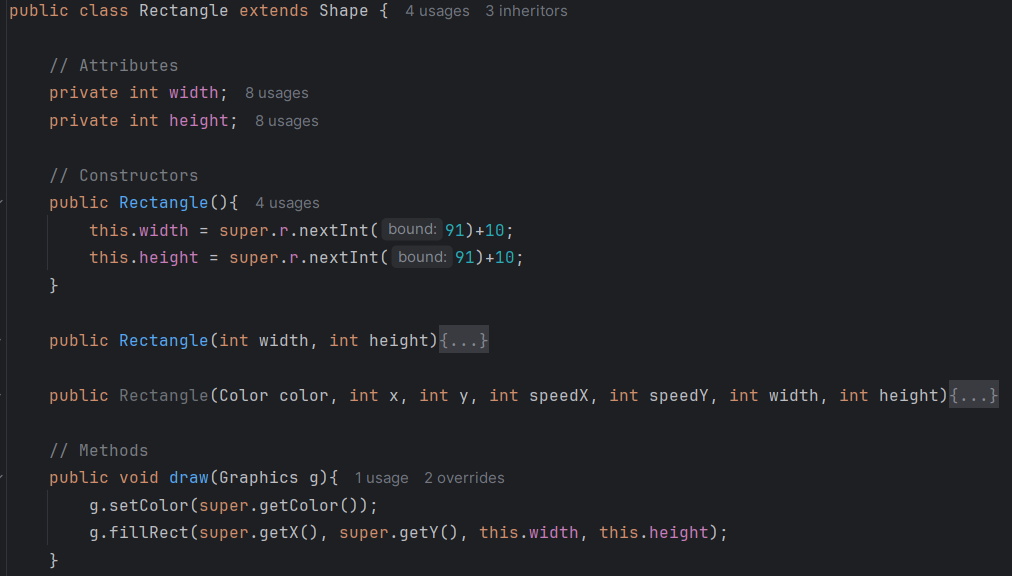 public class Rectangle extends Shape {  4 usages  3 inheritors
// Attributes
private int width;  8 usages
private int height;  8 usages
// Constructors
public Rectangle(){  4 usages
this.width = super.r.nextInt( bound: 91)+10;
this.height = super.r.nextInt( bound: 91)+10;
}
public Rectangle(int width, int height){...}
public Rectangle(Color color, int x, int y, int speedX, int speedY, int width, int height){...}
// Methods
public void draw(Graphics g){  1 usage  2 overrides
g.setColor(super.getColor());
g.fillRect(super.getX(), super.getY(), this.width, this.height);
}